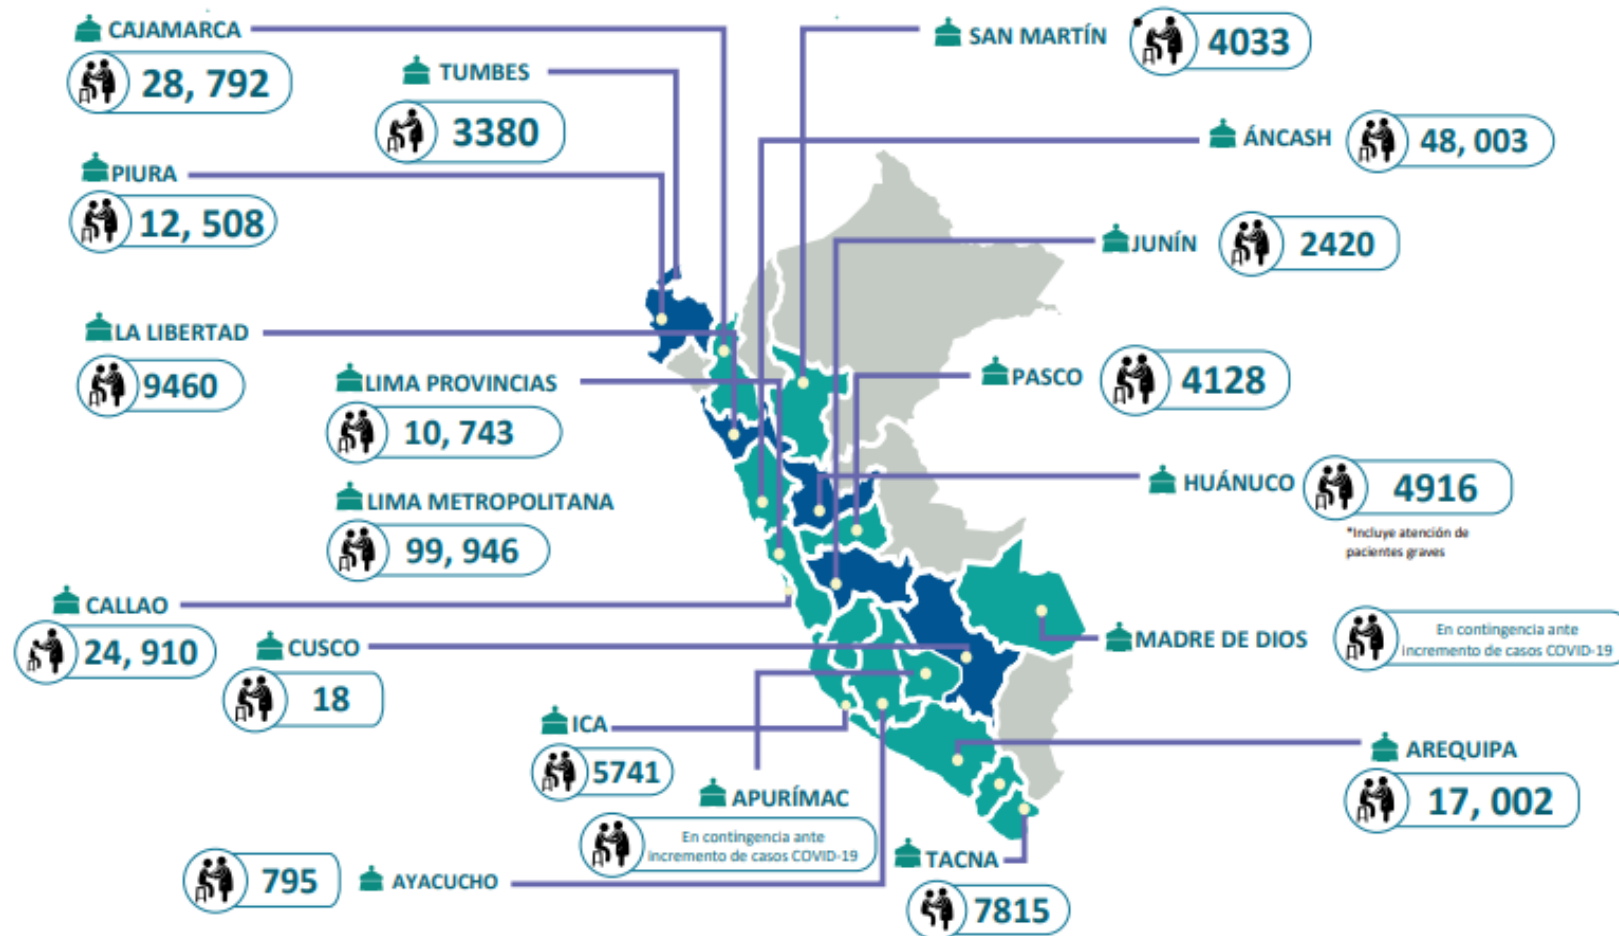 CAJAMARCA
28, 792
TUMBES
3380
PIURA
12, 508
LA LIBERTAD
9460
LIMA PROVINCIAS
10, 743
LIMA METROPOLITANA
99, 946
CALLAO
24, 910
CUSCO
18
ICA
5741
APURÍMAC
En contingencia ante
incremento de casos COVID-19
795
AYACUCHO
SAN MARTÍN
4033
ÁNCASH
48, 003
JUNÍN
2420
PASCO
4128
HUÁNUCO
4916
*Incluye atención de
pacientes graves
MADRE DE DIOS
En contingencia ante
incremento de casos COVID-19
AREQUIPA
17, 002
TACNA
7815